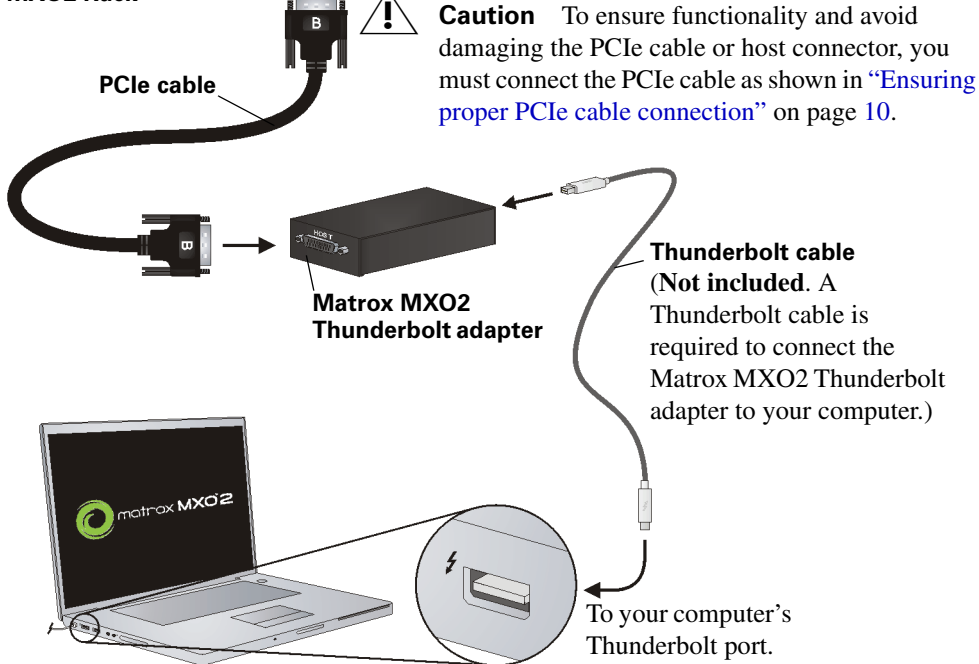 B
Caution To ensure functionality and avoid
damaging the PCIe cable or host connector, you
must connect the PCIe cable as shown in “Ensuring
proper PCIe cable connection” on page 10.
PCIe cable
HOST
B
Thunderbolt cable
(Not included. A
Thunderbolt cable is
required to connect the
Matrox MXO2 Thunderbolt
adapter to your computer.)
Matrox MXO2
Thunderbolt adapter
matrox MXO2
To your computer’s
Thunderbolt port.